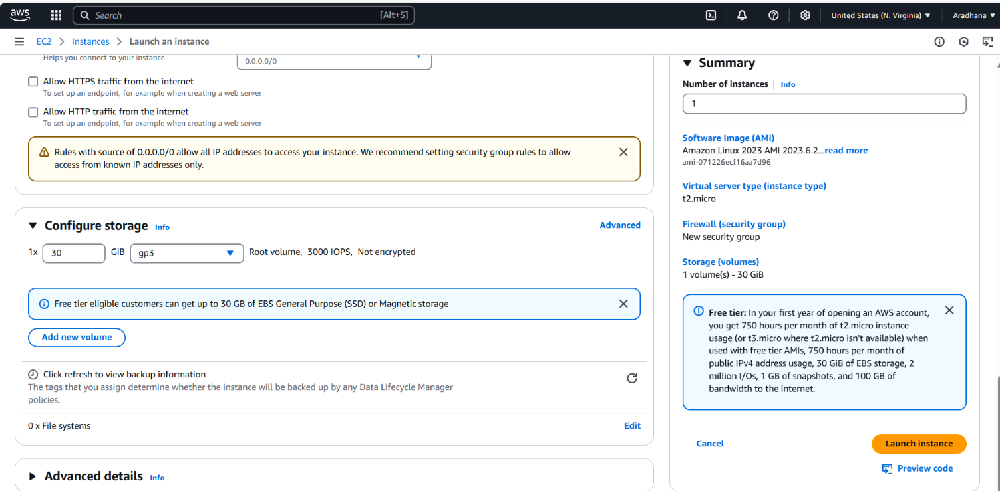 aws
Search [Alt+S]
United States (N. Virginia)
Aradhana
EC2 Instances Launch an instance
Helps you connect to your instance
0.0.0.0/0
Allow HTTPS traffic from the internet
To set up an endpoint, for example when creating a web server
Allow HTTP traffic from the internet
To set up an endpoint, for example when creating a web server
Rules with source of 0.0.0.0/0 allow all IP addresses to access your instance. We recommend setting security group rules to allow
access from known IP addresses only.
Configure storage Info
Advanced
1x 30 GiB gp3 Root volume, 3000 IOPS, Not encrypted
Free tier eligible customers can get up to 30 GB of EBS General Purpose (SSD) or Magnetic storage
Add new volume
Click refresh to view backup information
The tags that you assign determine whether the instance will be backed up by any Data Lifecycle Manager
policies.
0 x File systems
Edit
Advanced details Info
Summary
Number of instances Info
1
Software Image (AMI)
Amazon Linux 2023 AMI 2023.6.2...read more
ami-071226ecf16aa7d96
Virtual server type (instance type)
t2.micro
Firewall (security group)
New security group
Storage (volumes)
1 volume(s) - 30 GiB
Free tier: In your first year of opening an AWS account,
you get 750 hours per month of t2.micro instance
usage (or t3.micro where t2.micro isn't available) when
used with free tier AMIs, 750 hours per month of
public IPv4 address usage, 30 GiB of EBS storage, 2
million I/Os, 1 GB of snapshots, and 100 GB of
bandwidth to the internet.
Cancel
Launch instance
Preview code